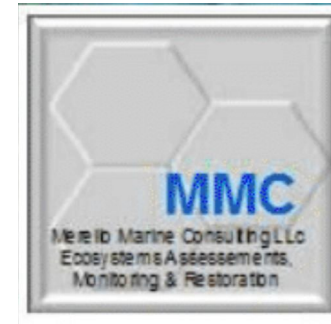 MMC
Merello Marine Consulting LLc
Ecosystems Assessements,
Monitoring & Restoration